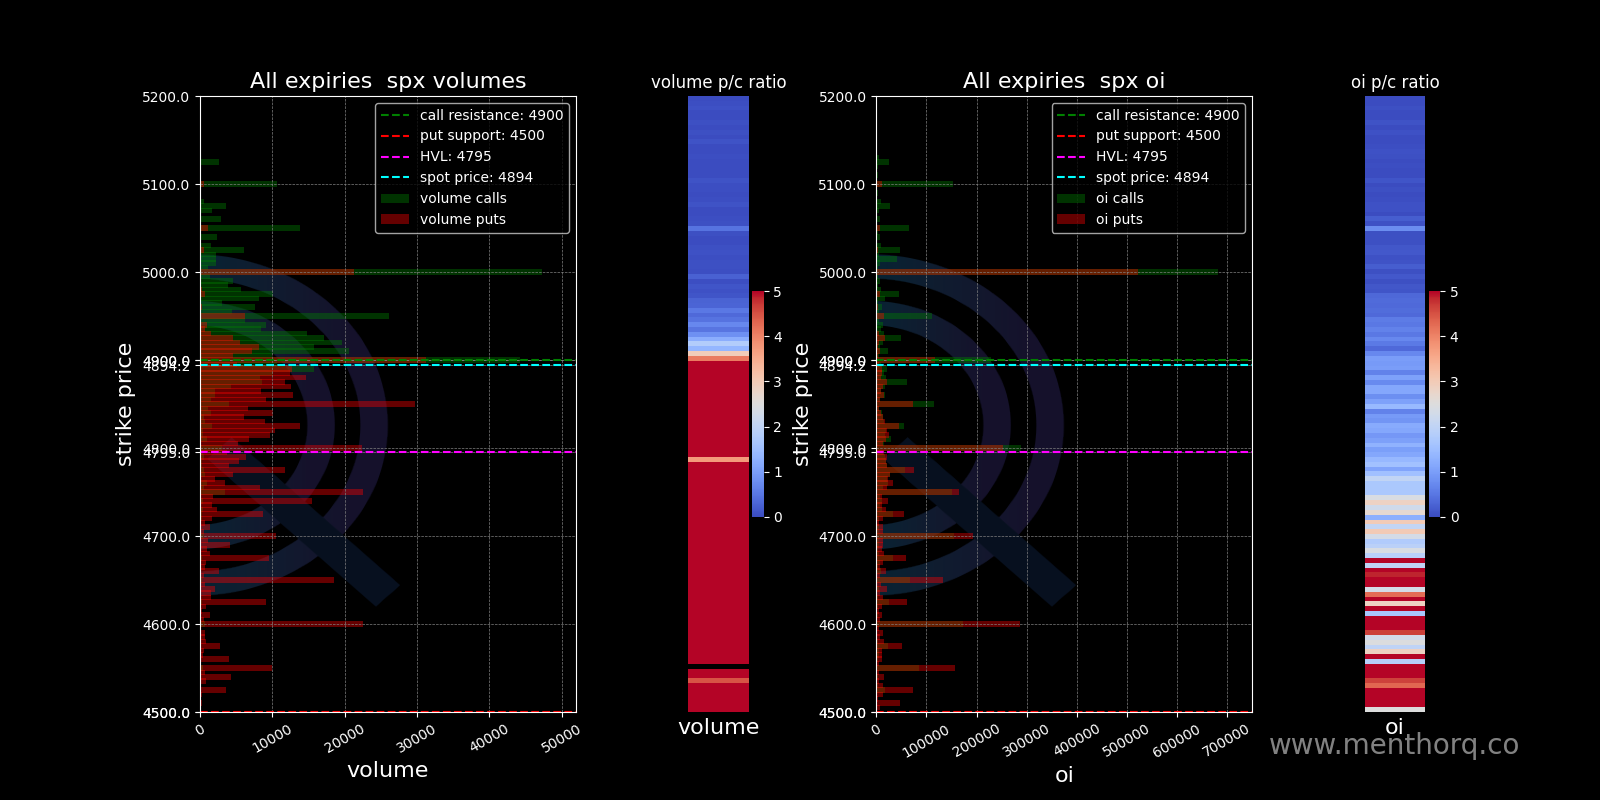 All expiries  spx volumes
volume p/c ratio
All expiries  spx oi
oi p/c ratio
5200.0
5100.0
5000.0
4900.0
4894.2
4800.0
4795.0
4700.0
4600.0
4500.0
strike price
call resistance: 4900
put support: 4500
HVL: 4795
spot price: 4894
volume calls
volume puts
0
10000
20000
30000
40000
50000
volume
5
4
3
2
1
0
volume
5200.0
5100.0
5000.0
4900.0
4894.2
4800.0
4795.0
4700.0
4600.0
4500.0
strike price
call resistance: 4900
put support: 4500
HVL: 4795
spot price: 4894
oi calls
oi puts
0
100000
200000
300000
400000
500000
600000
700000
oi
5
4
3
2
1
0
oi
www.menthorq.co